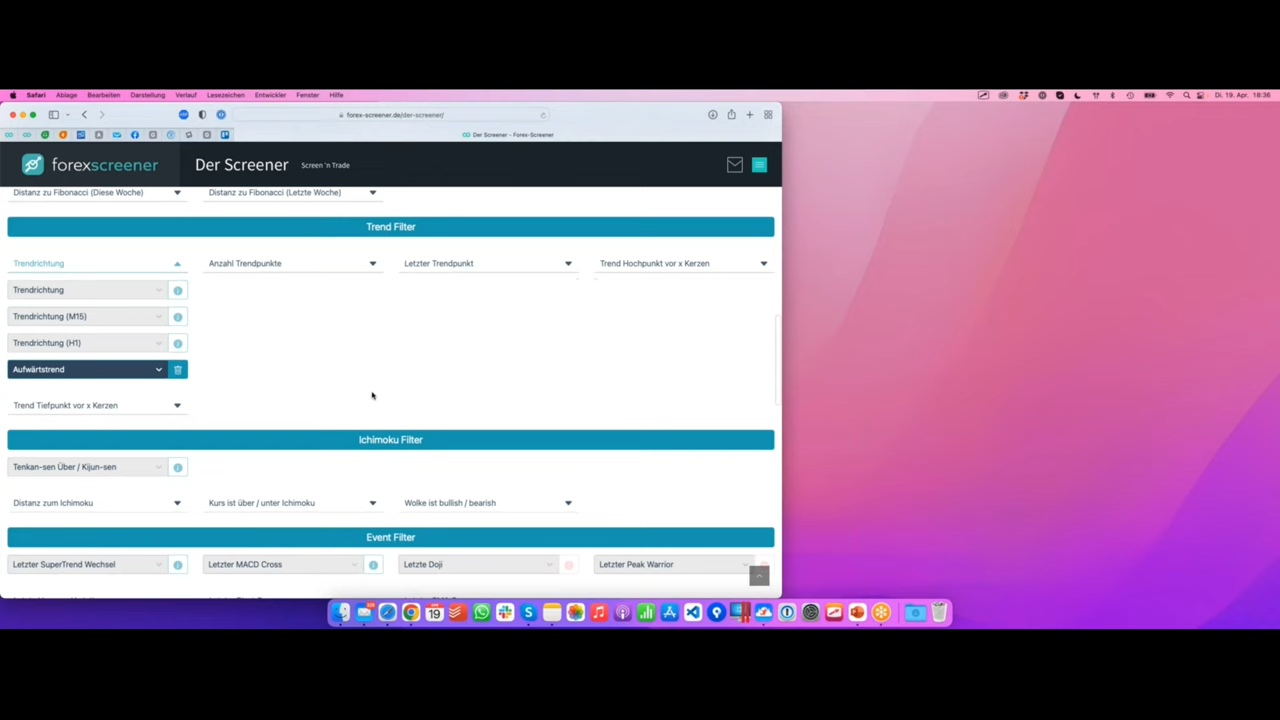 Safari Ablage Bearbeiten Darstellung Verlauf Lesezeichen Entwickler Fenster Hilfe Di. 19. Apr. 18:36
forex-screener.de/der-screener/
Der Screener - Forex-Screener
forexscreener Der Screener Screen 'n Trade
Distanz zu Fibonacci (Diese Woche) Distanz zu Fibonacci (Letzte Woche)
Trend Filter
Trendrichtung Anzahl Trendpunkte Letzter Trendpunkt Trend Hochpunkt vor x Kerzen
Trendrichtung
Trendrichtung (M15)
Trendrichtung (H1)
Aufwärtstrend
Trend Tiefpunkt vor x Kerzen
Ichimoku Filter
Tenkan-sen Über / Kijun-sen
Distanz zum Ichimoku Kurs ist über / unter Ichimoku Wolke ist bullish / bearish
Event Filter
Letzter SuperTrend Wechsel Letzter MACD Cross Letzte Doji Letzter Peak Warrior
19